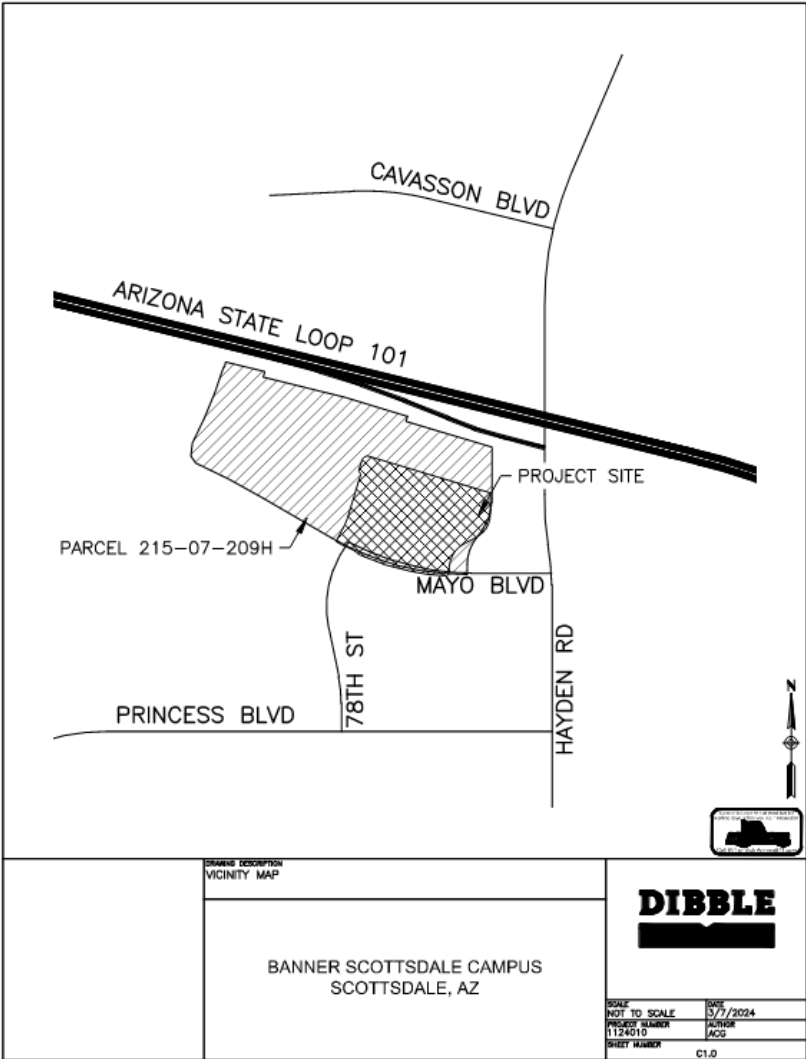 CAVASSON BLVD
ARIZONA STATE LOOP 101
PROJECT SITE
PARCEL 215-07-209H
MAYO BLVD
78TH ST
HAYDEN RD
PRINCESS BLVD
N
DRAWING DESCRIPTION
VICINITY MAP
BANNER SCOTTSDALE CAMPUS
SCOTTSDALE, AZ
DIBBLE
SCALE
NOT TO SCALE
DATE
3/7/2024
PROJECT NUMBER
1124010
AUTHOR
ACG
SHEET NUMBER
C1.0